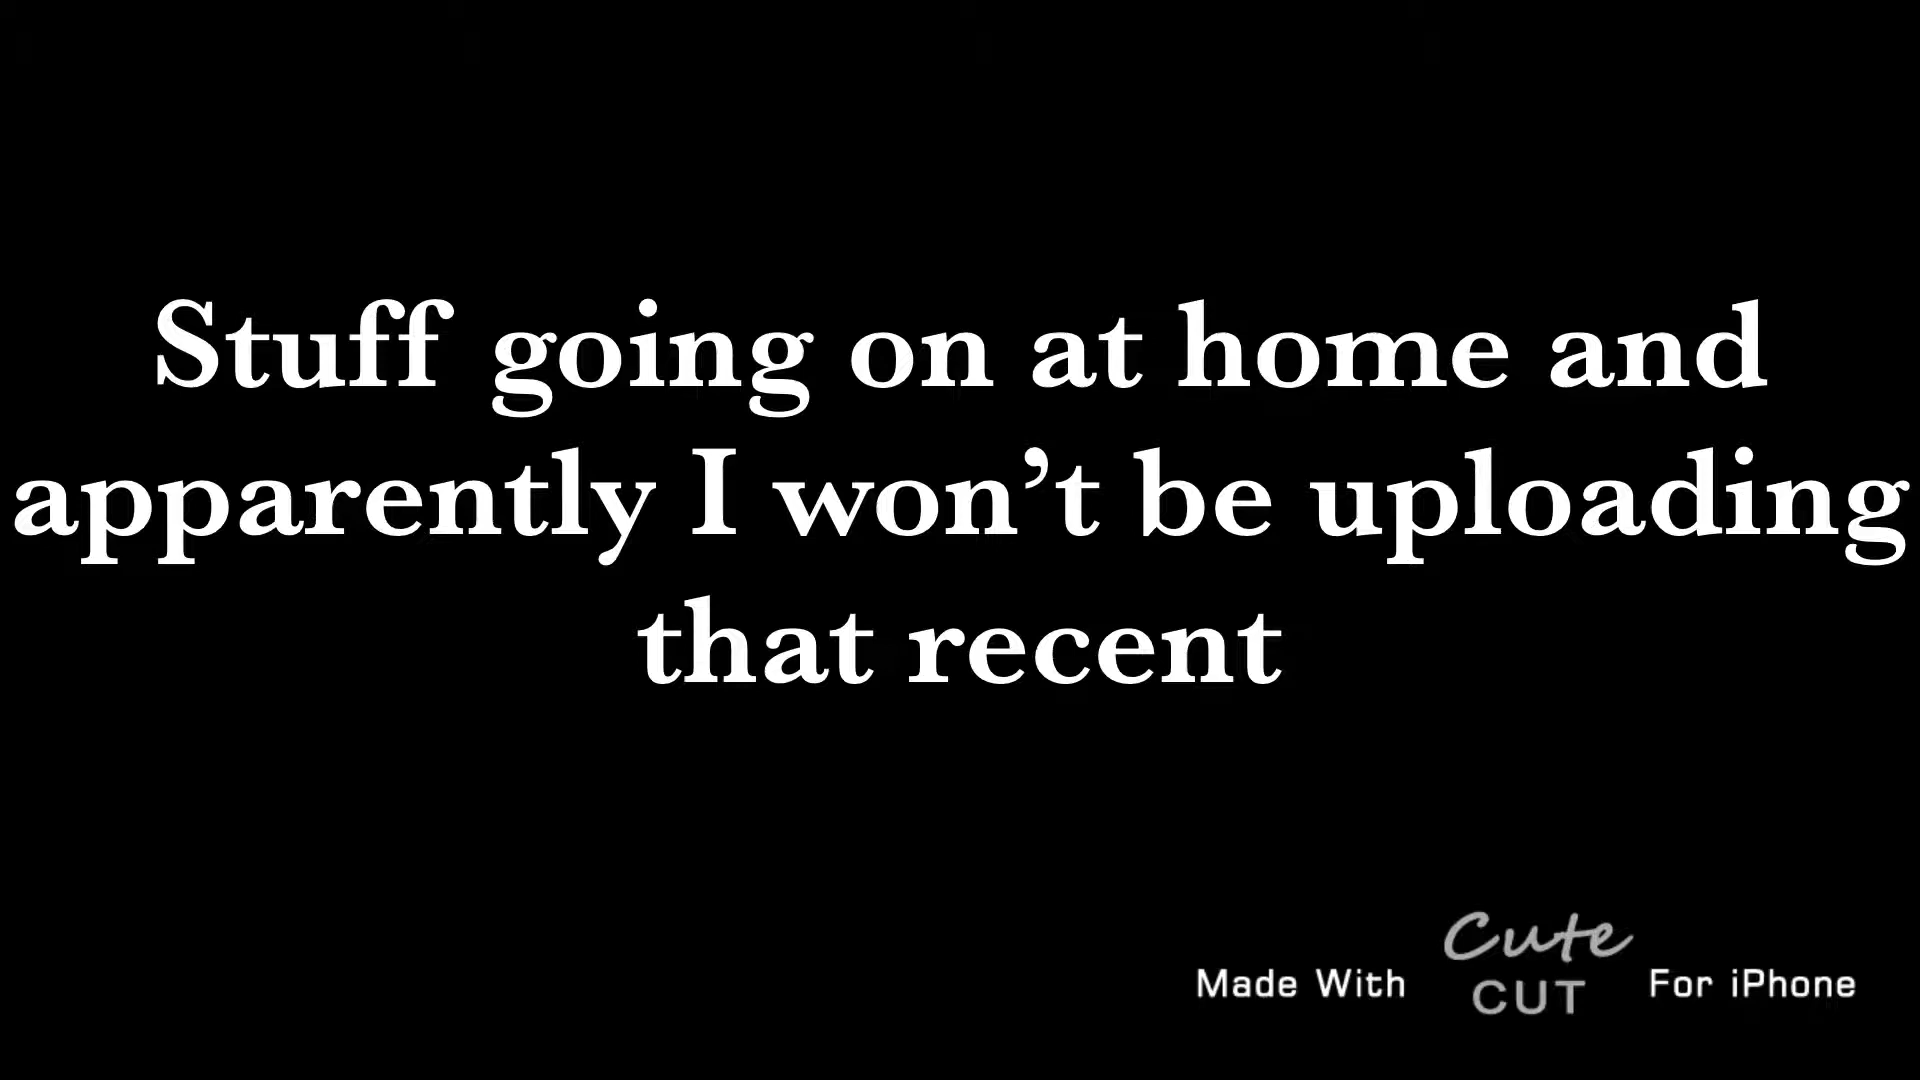 Stuff going on at home and
apparently I won’t be uploading
that recent
Made With Cute CUT For iPhone